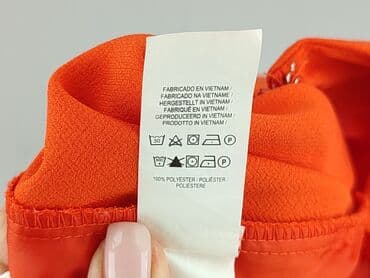 FABRICADO EN VIETNAM /
FABRICADO NA VIETNAM /
HERGESTELLT IN VIETNAM /
FABRIQUÉ EN VIETNAM /
GEPRODUCEERD IN VIETNAM /
PRODOTTO IN VIETNAM /
P
P
100% POLYESTER / POLIÉSTER /
POLIESTERE